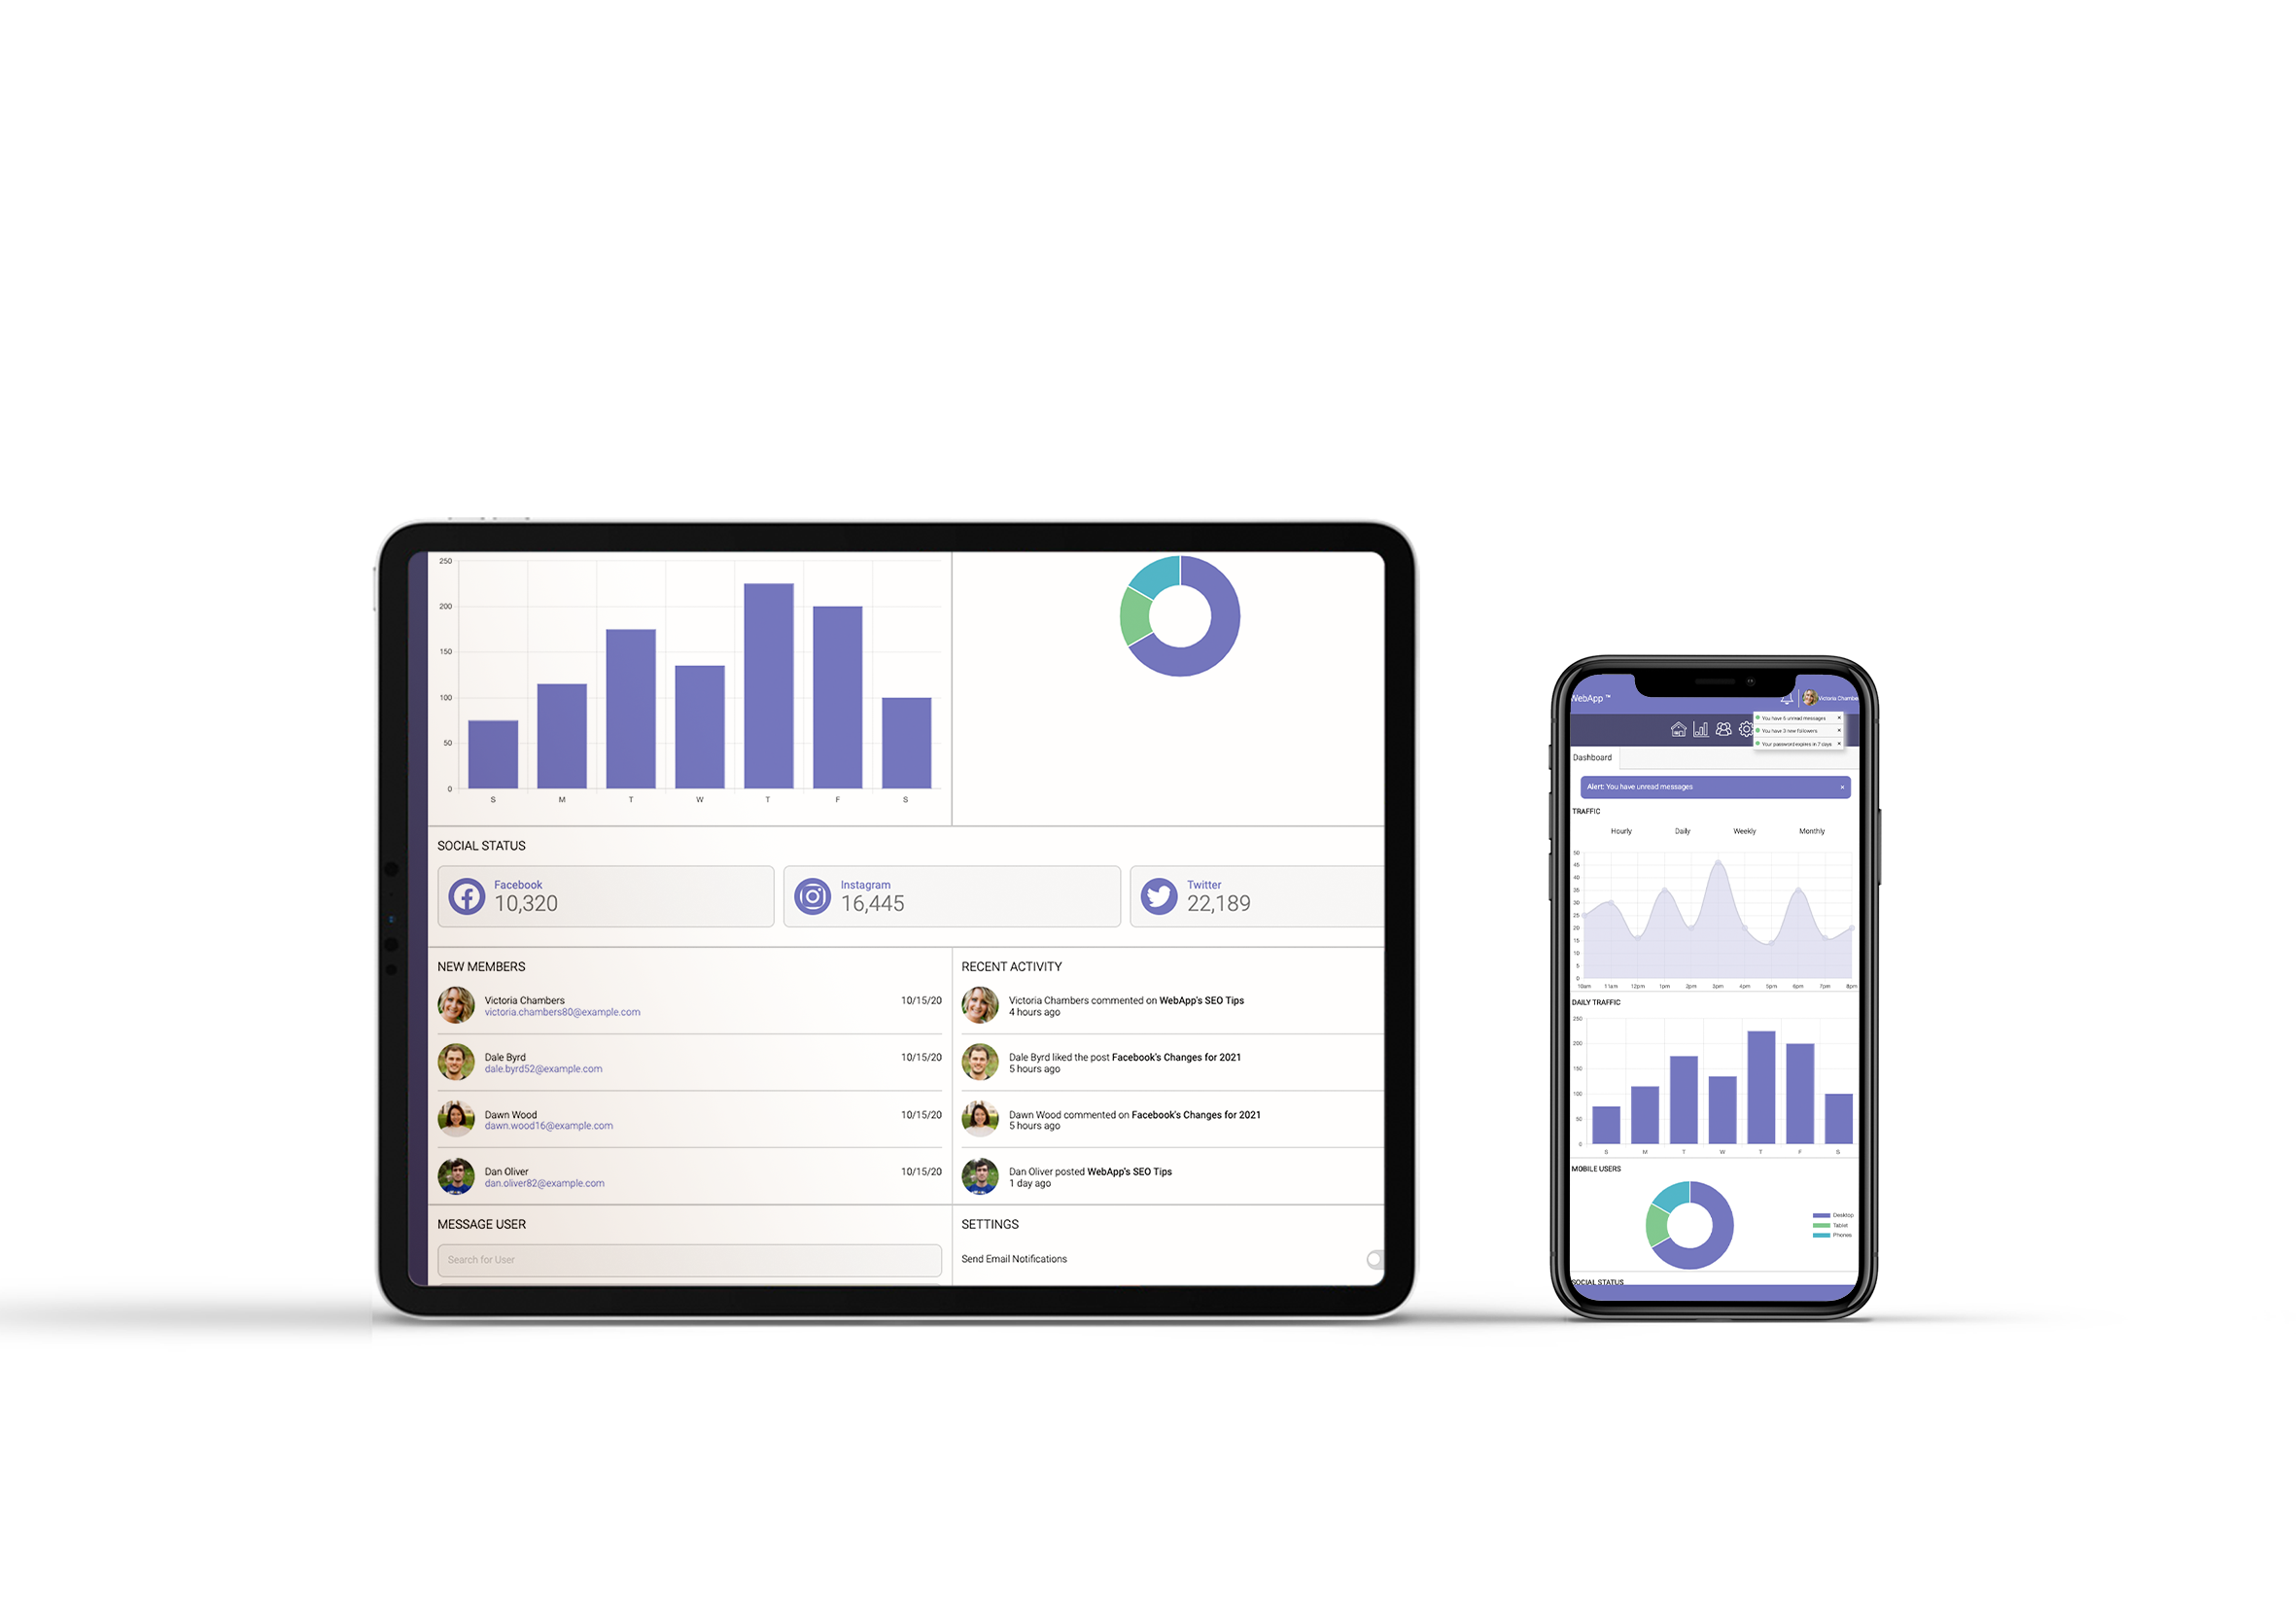 250
200
150
100
50
0
S M T W T F S
SOCIAL STATUS
Facebook
10,320
Instagram
16,445
Twitter
22,189
NEW MEMBERS
Victoria Chambers
victoria.chambers80@example.com
10/15/20
Dale Byrd
dale.byrd52@example.com
10/15/20
Dawn Wood
dawn.wood16@example.com
10/15/20
Dan Oliver
dan.oliver82@example.com
10/15/20
RECENT ACTIVITY
Victoria Chambers commented on WebApp's SEO Tips
4 hours ago
Dale Byrd liked the post Facebook's Changes for 2021
5 hours ago
Dawn Wood commented on Facebook's Changes for 2021
5 hours ago
Dan Oliver posted WebApp's SEO Tips
1 day ago
MESSAGE USER
Search for User
SETTINGS
Send Email Notifications
WebApp ™
Victoria Chambe
You have 6 unread messages ×
You have 3 new followers ×
Your password expires in 7 days ×
Dashboard
Alert: You have unread messages ×
TRAFFIC
Hourly Daily Weekly Monthly
50
45
40
35
30
25
20
15
10
5
0
10am 11am 12pm 1pm 2pm 3pm 4pm 5pm 6pm 7pm 8pm
DAILY TRAFFIC
250
200
150
100
50
0
S M T W T F S
MOBILE USERS
Desktop
Tablet
Phones
SOCIAL STATUS